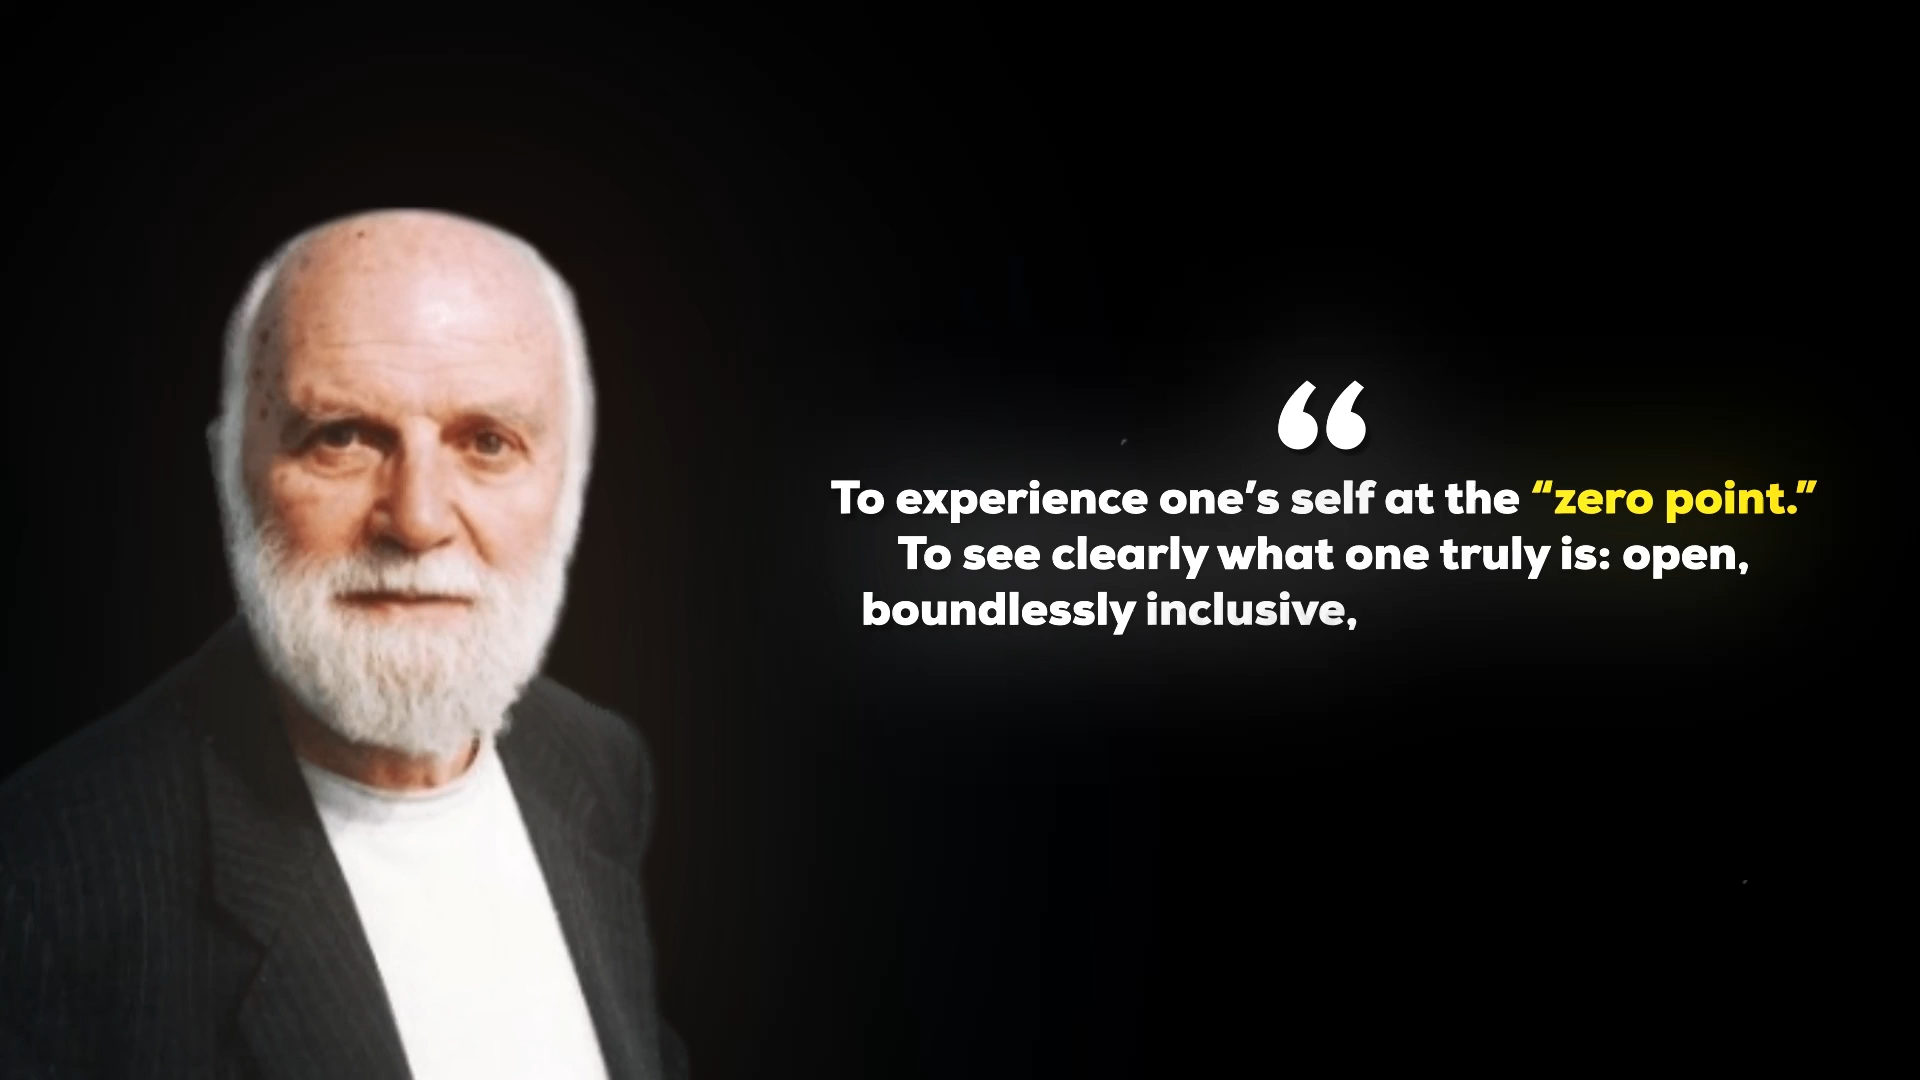 “
To experience one’s self at the “zero point.”
To see clearly what one truly is: open,
boundlessly inclusive,